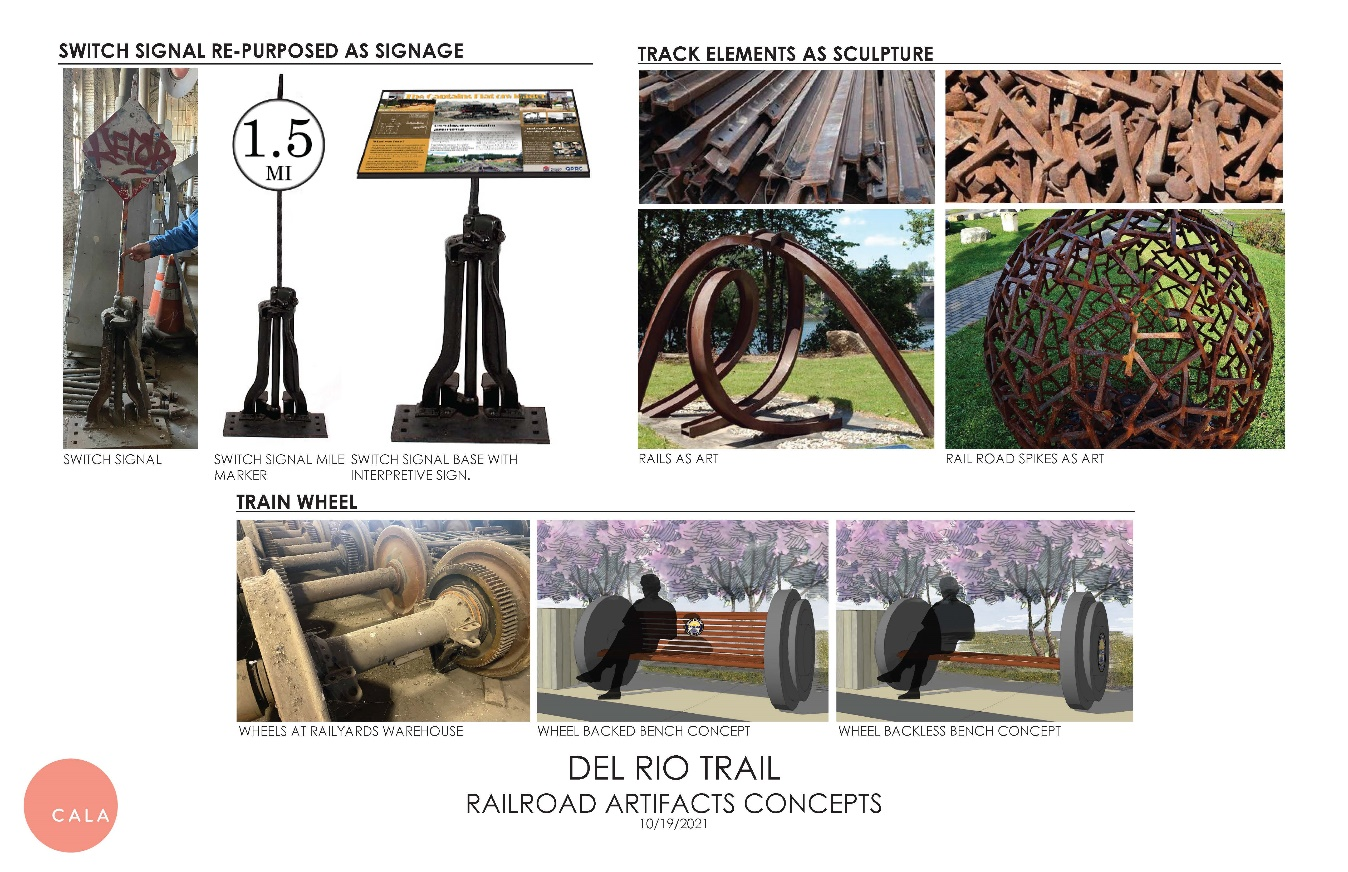 SWITCH SIGNAL RE-PURPOSED AS SIGNAGE
TRACK ELEMENTS AS SCULPTURE
1.5
MI
SWITCH SIGNAL
SWITCH SIGNAL MILE
MARKER
SWITCH SIGNAL BASE WITH
INTERPRETIVE SIGN.
RAILS AS ART
RAIL ROAD SPIKES AS ART
TRAIN WHEEL
WHEELS AT RAILYARDS WAREHOUSE
WHEEL BACKED BENCH CONCEPT
WHEEL BACKLESS BENCH CONCEPT
DEL RIO TRAIL
RAILROAD ARTIFACTS CONCEPTS
10/19/2021
CALA